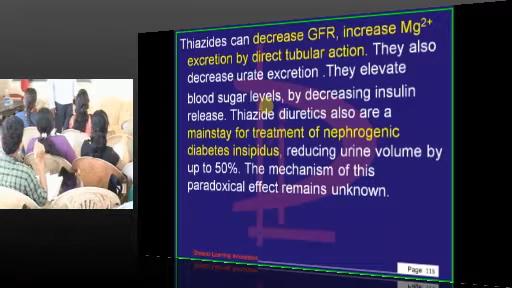 Thiazides can decrease GFR, increase Mg2+
excretion by direct tubular action. They also
decrease urate excretion .They elevate
blood sugar levels, by decreasing insulin
release. Thiazide diuretics also are a
mainstay for treatment of nephrogenic
diabetes insipidus, reducing urine volume by
up to 50%. The mechanism of this
paradoxical effect remains unknown.
Page 115